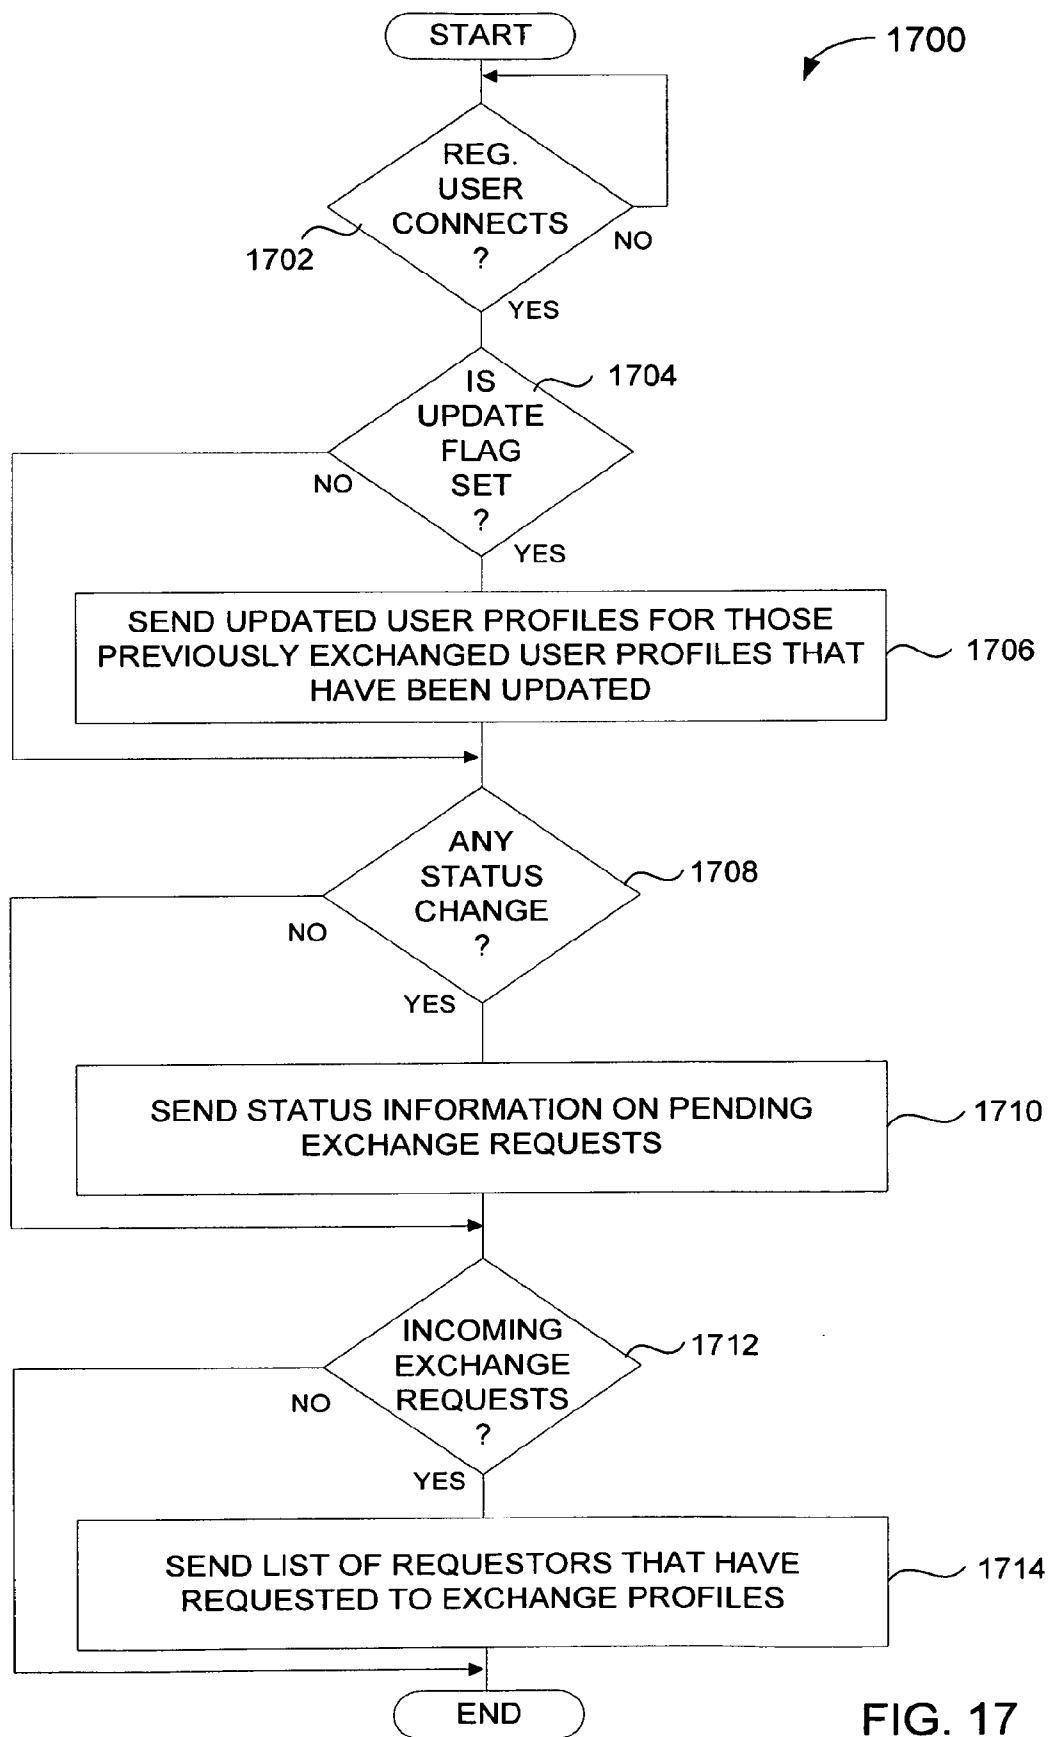 START
1700
REG.
USER
CONNECTS
?
1702
NO
YES
1704
IS
UPDATE
FLAG
SET
?
NO
YES
SEND UPDATED USER PROFILES FOR THOSE
PREVIOUSLY EXCHANGED USER PROFILES THAT
HAVE BEEN UPDATED
1706
ANY
STATUS
CHANGE
?
1708
NO
YES
SEND STATUS INFORMATION ON PENDING
EXCHANGE REQUESTS
1710
INCOMING
EXCHANGE
REQUESTS
?
1712
NO
YES
SEND LIST OF REQUESTORS THAT HAVE
REQUESTED TO EXCHANGE PROFILES
1714
END
FIG. 17